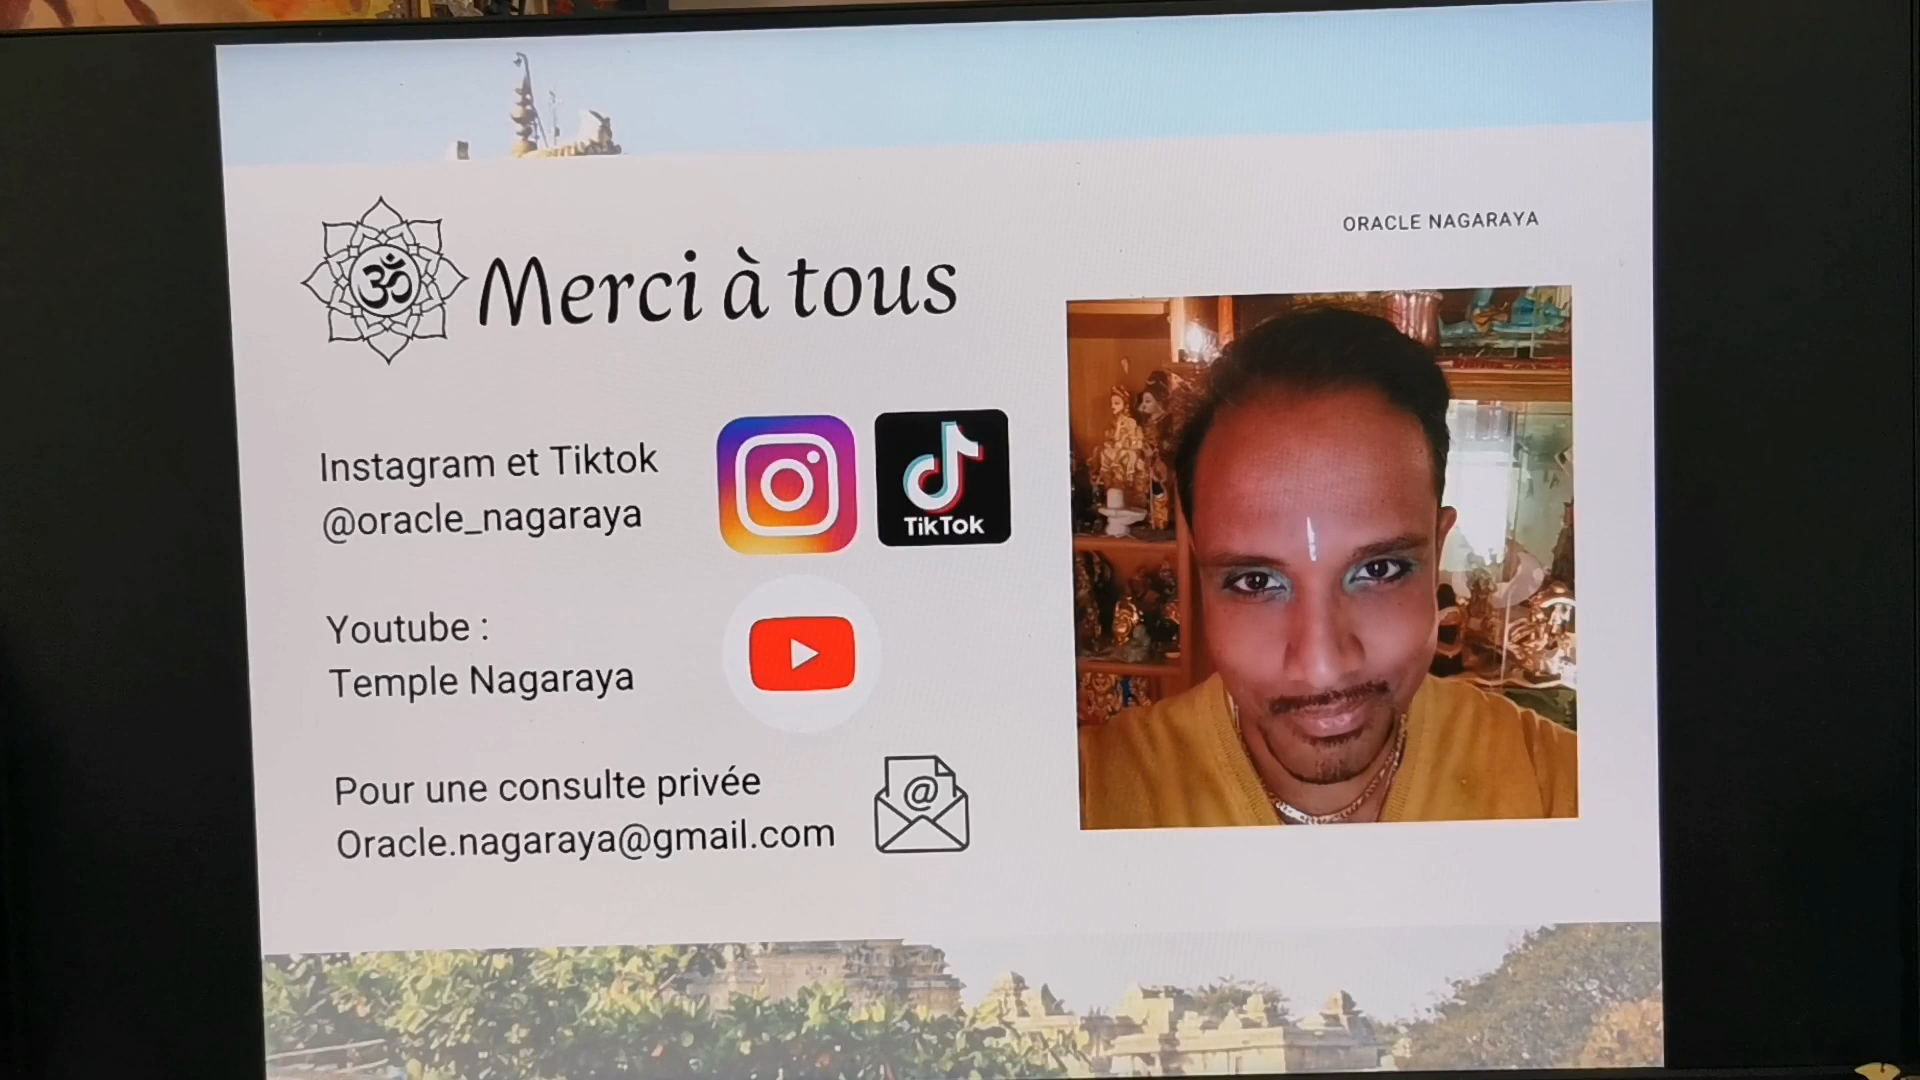 ORACLE NAGARAYA
ॐ
Merci à tous
Instagram et Tiktok
@oracle_nagaraya
TikTok
Youtube :
Temple Nagaraya
Pour une consulte privée
Oracle.nagaraya@gmail.com
@